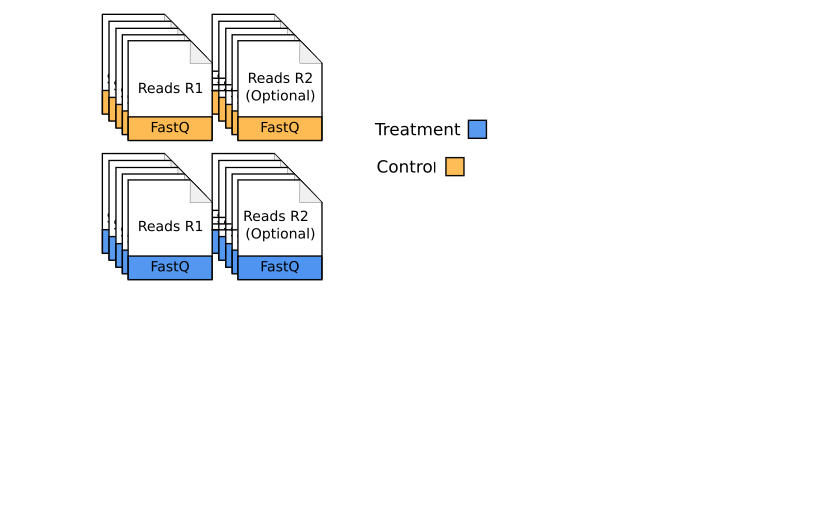 Reads R1
Reads R2
(Optional)
FastQ
FastQ
Treatment
Control
Reads R1
Reads R2
(Optional)
FastQ
FastQ